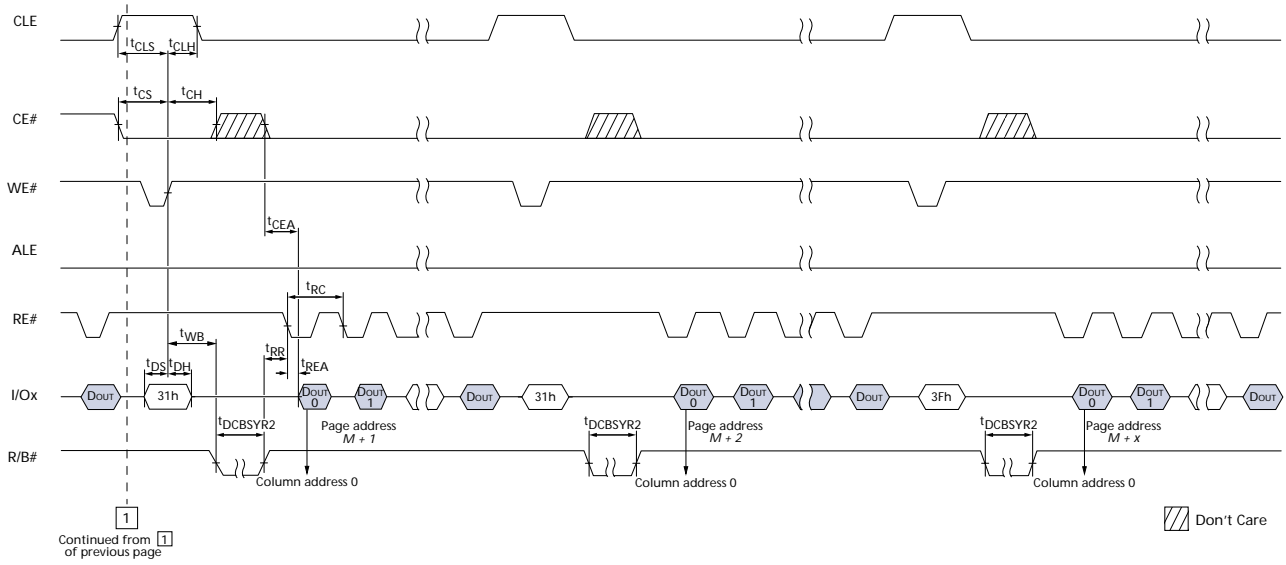 CLE
tCLS tCLH
tCS tCH
CE#
WE#
tCEA
ALE
tRC
RE#
tWB
tRR
tREA
tDS tDH
I/Ox
DOUT 31h DOUT 0 DOUT 1 DOUT 31h DOUT 0 DOUT 1 DOUT 3Fh DOUT 0 DOUT 1 DOUT
Page address
M + 1
Page address
M + 2
Page address
M + x
tDCBSYR2 tDCBSYR2 tDCBSYR2
R/B#
Column address 0 Column address 0 Column address 0
1
Continued from 1
of previous page
Don't Care